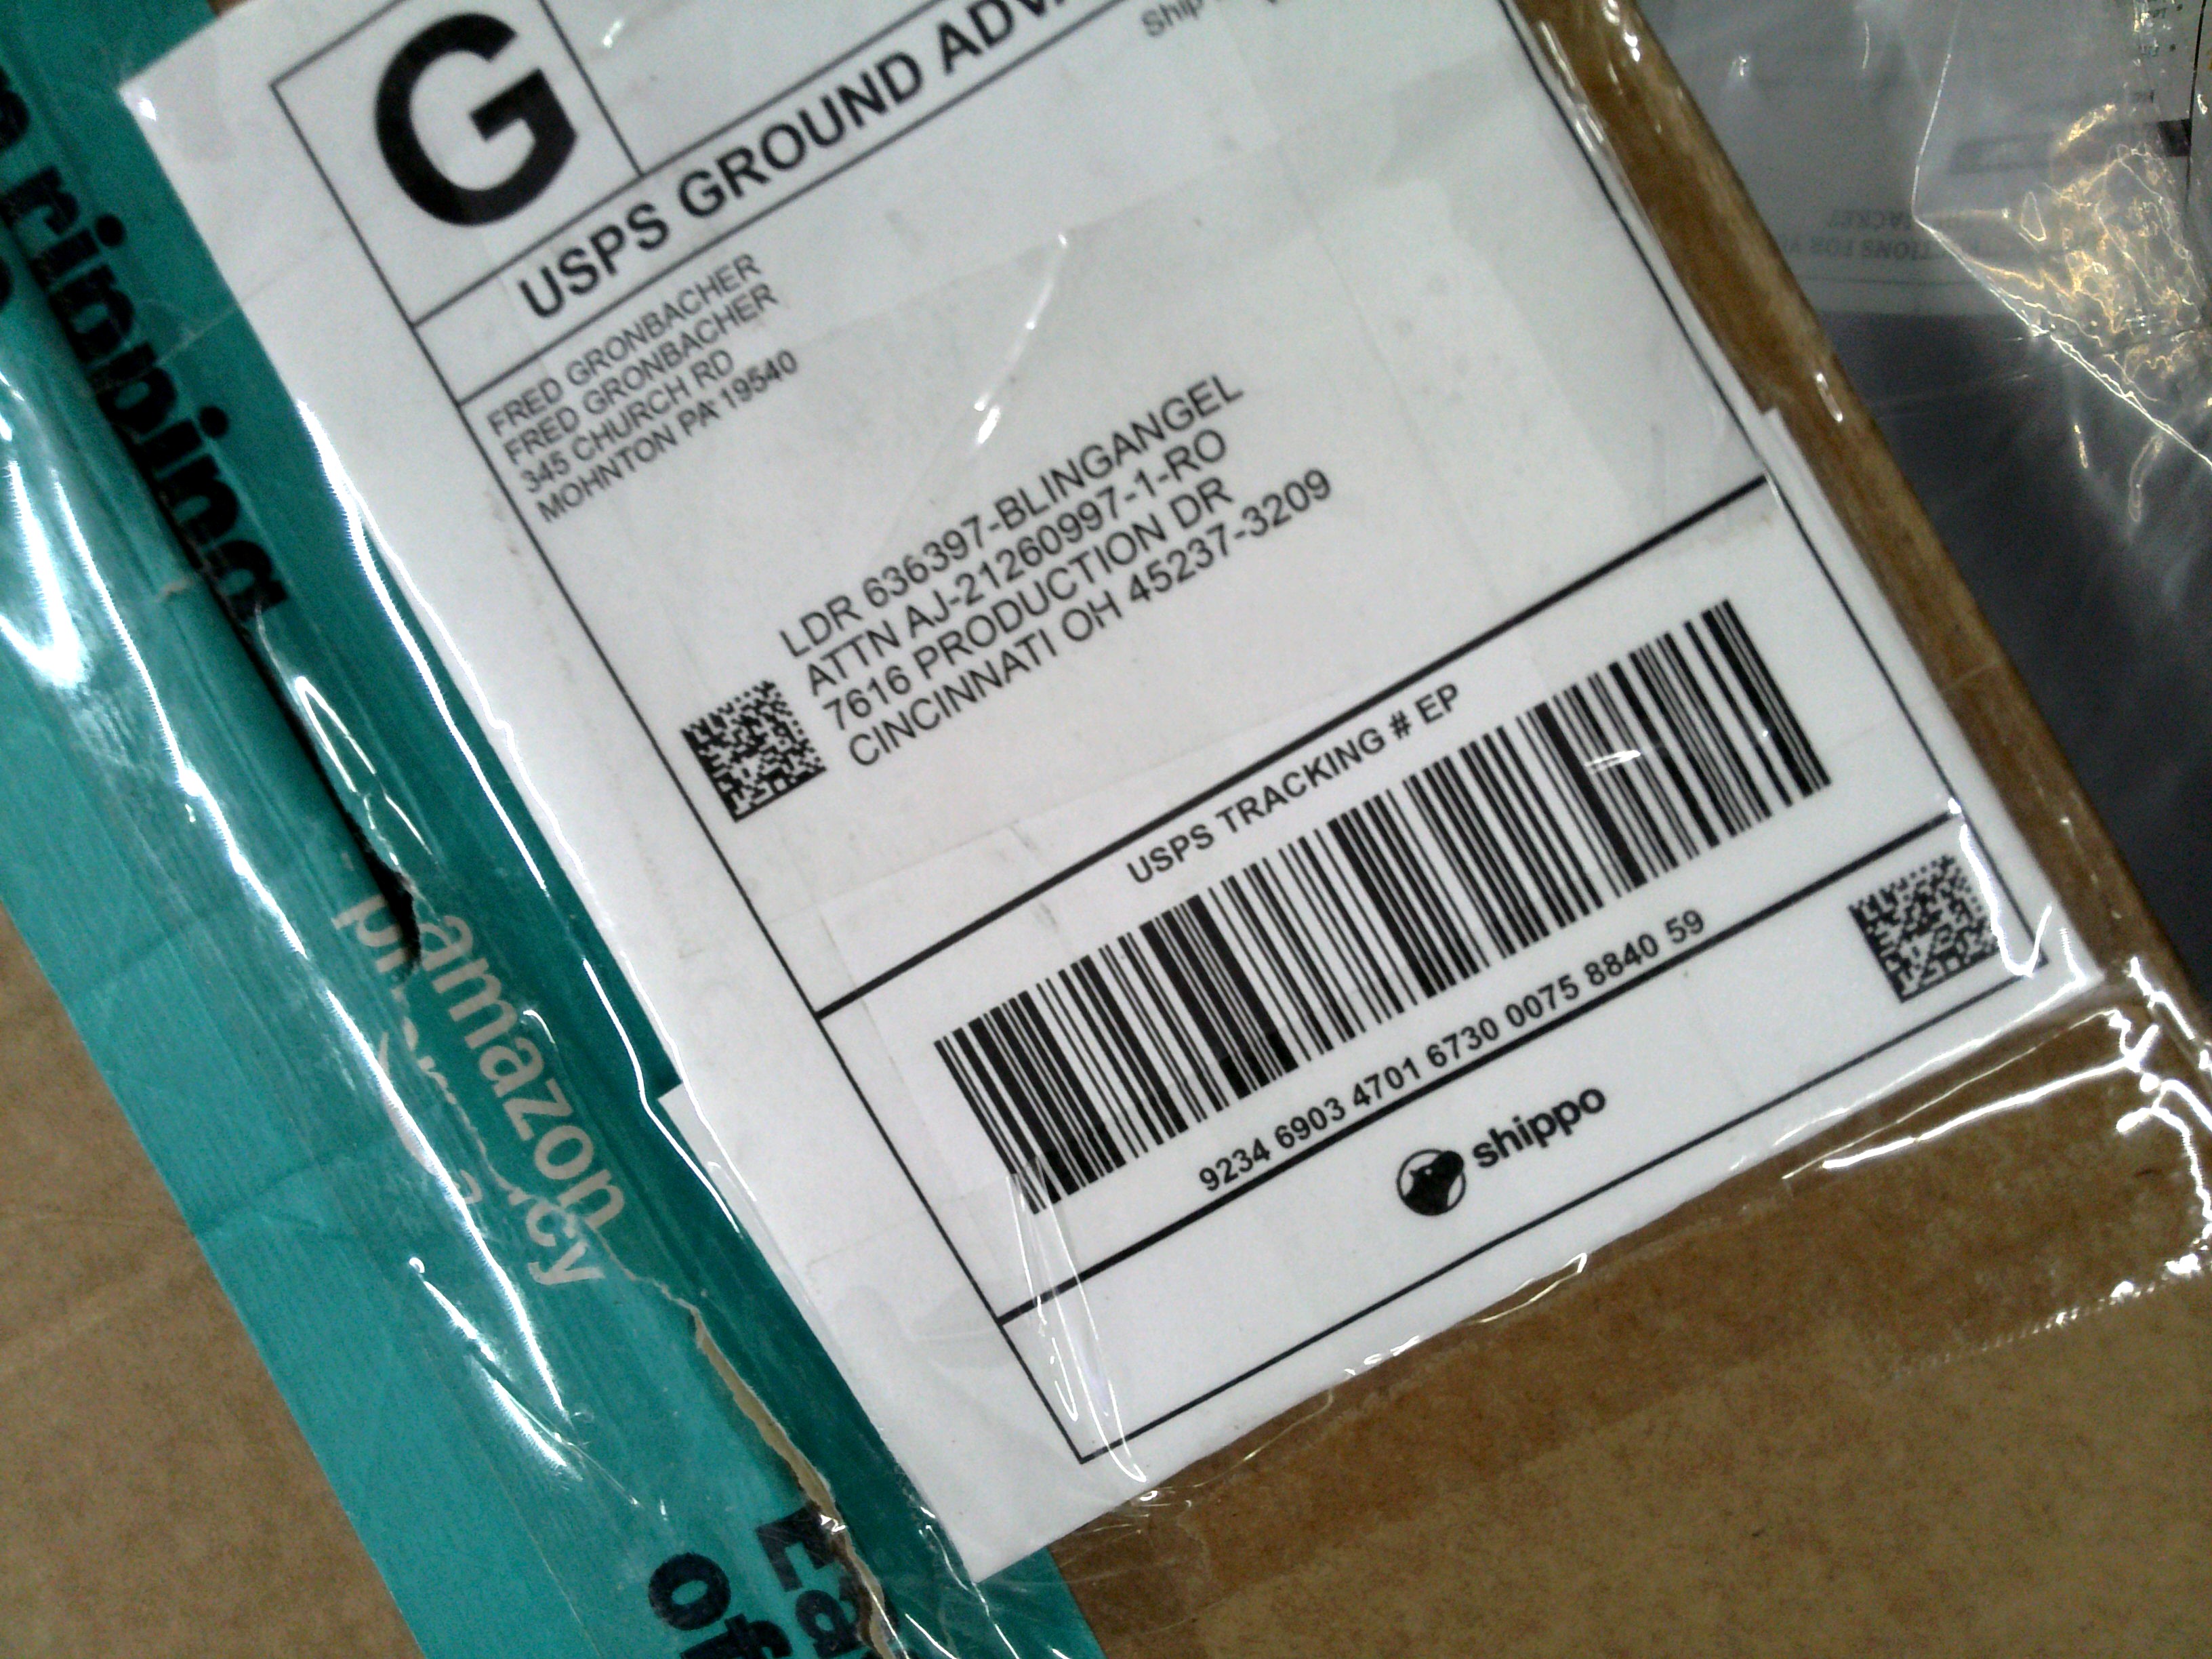 G
USPS GROUND
Ship
FRED GRONBACHER
FRED GRONBACHER
345 CHURCH RD
MOHNTON PA 19540
LDR 636397-BLINGANGEL
ATTN AJ-21260997-1-RO
7616 PRODUCTION DR
CINCINNATI OH 45237-3209
USPS TRACKING # EP
9234 6903 4701 6730 0075 8840 59
shippo
amazon
of